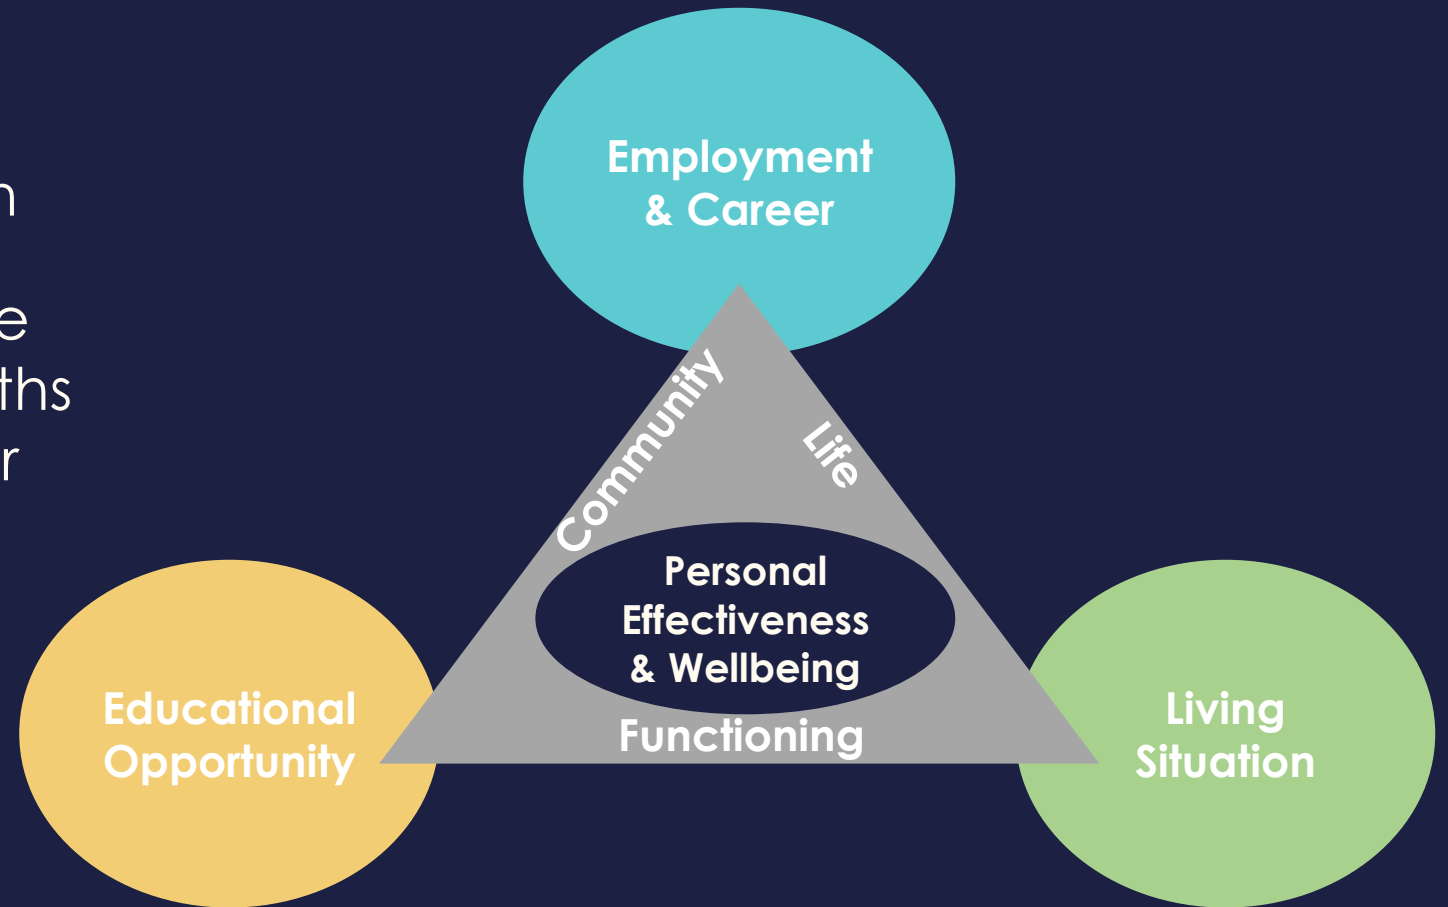 Employment
& Career
Community
Life
Personal
Effectiveness
& Wellbeing
Functioning
Educational
Opportunity
Living
Situation